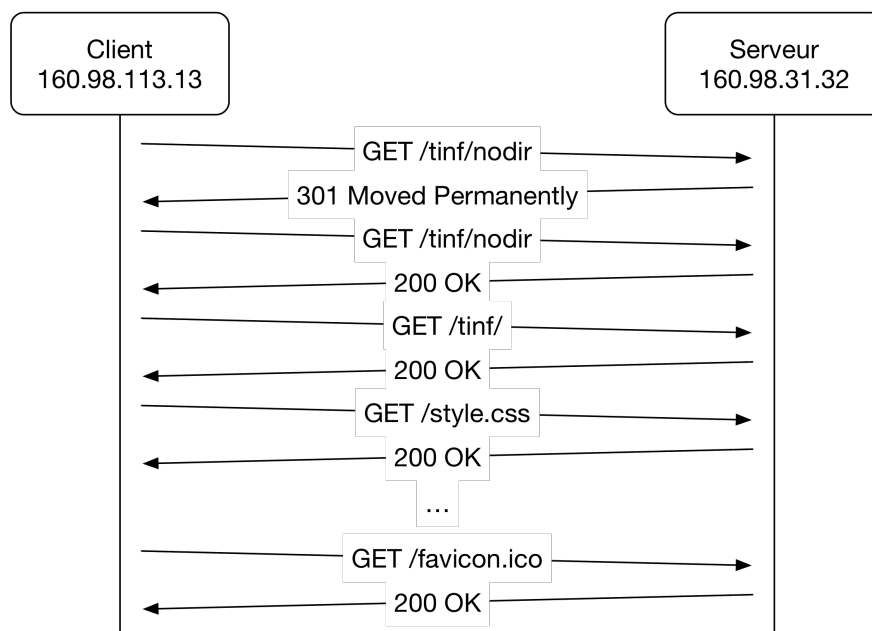 Client
160.98.113.13
Serveur
160.98.31.32
GET /tinf/nodir
301 Moved Permanently
GET /tinf/nodir
200 OK
GET /tinf/
200 OK
GET /style.css
200 OK
...
GET /favicon.ico
200 OK